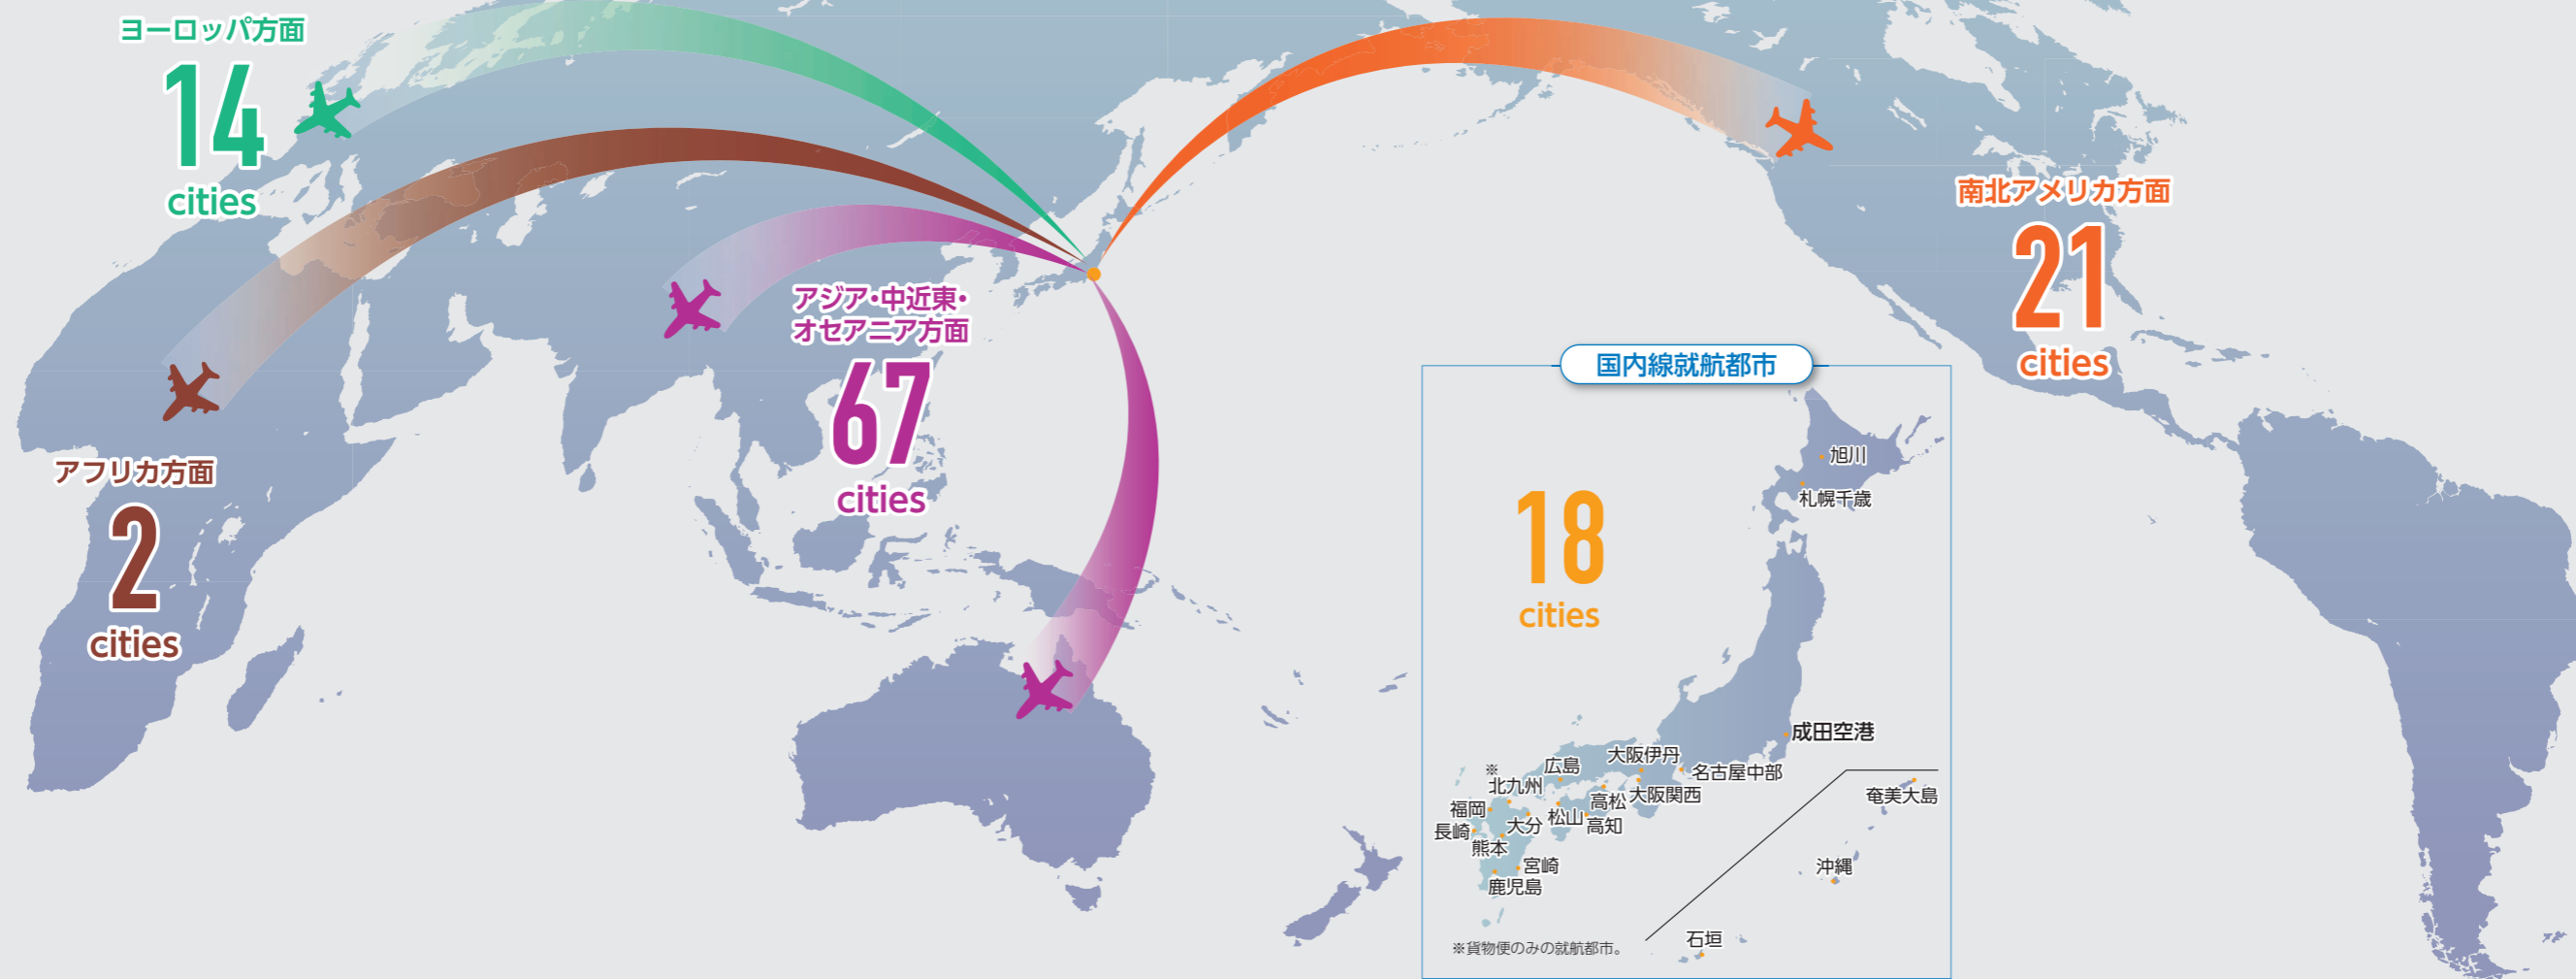 ヨーロッパ方面
14
cities
アフリカ方面
2
cities
アジア・中近東・
オセアニア方面
67
cities
南北アメリカ方面
21
cities
国内線就航都市
18
cities
旭川
札幌千歳
成田空港
名古屋中部
大阪伊丹
大阪関西
広島
高松
松山
高知
※
北九州
福岡
大分
長崎
熊本
宮崎
鹿児島
奄美大島
沖縄
石垣
※貨物便のみの就航都市。